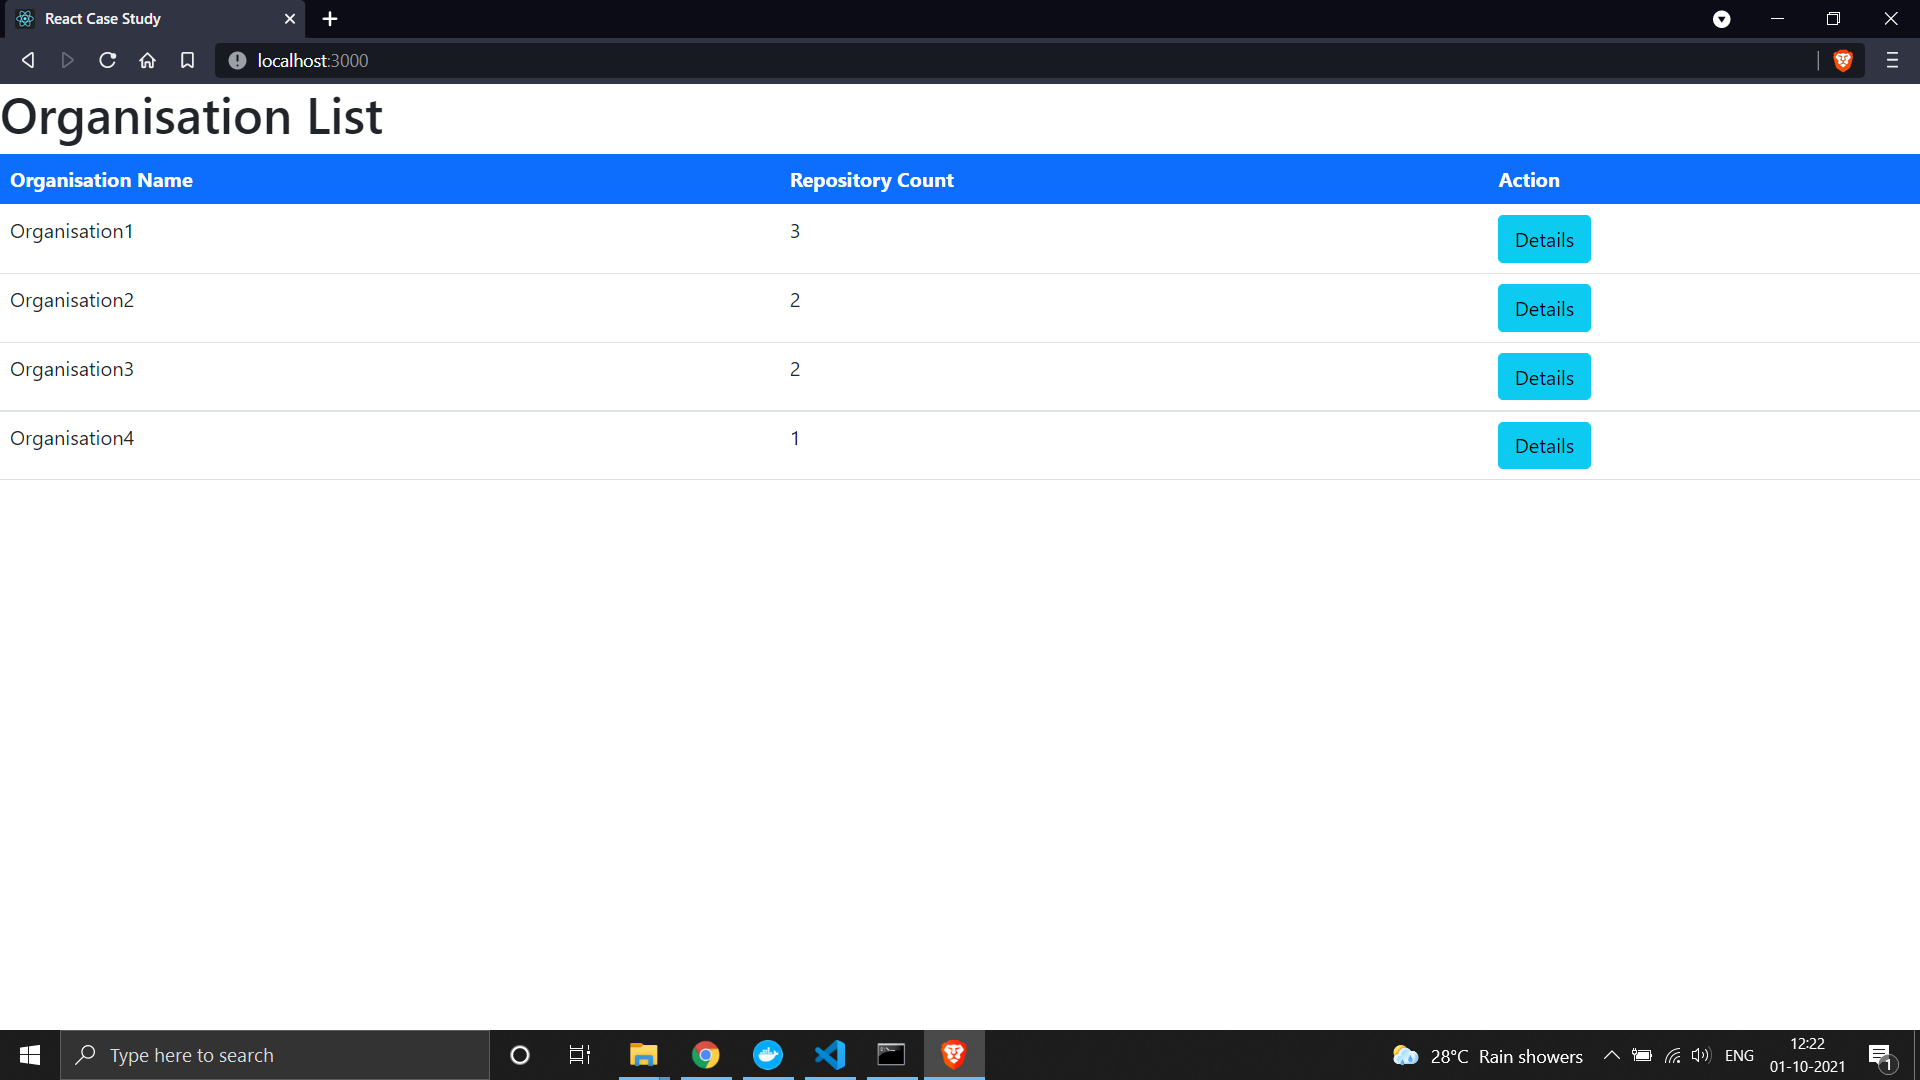 React Case Study
localhost:3000
Organisation List
Organisation Name Repository Count Action
Organisation1 3 Details
Organisation2 2 Details
Organisation3 2 Details
Organisation4 1 Details
Type here to search
28°C Rain showers
ENG
12:22
01-10-2021
1